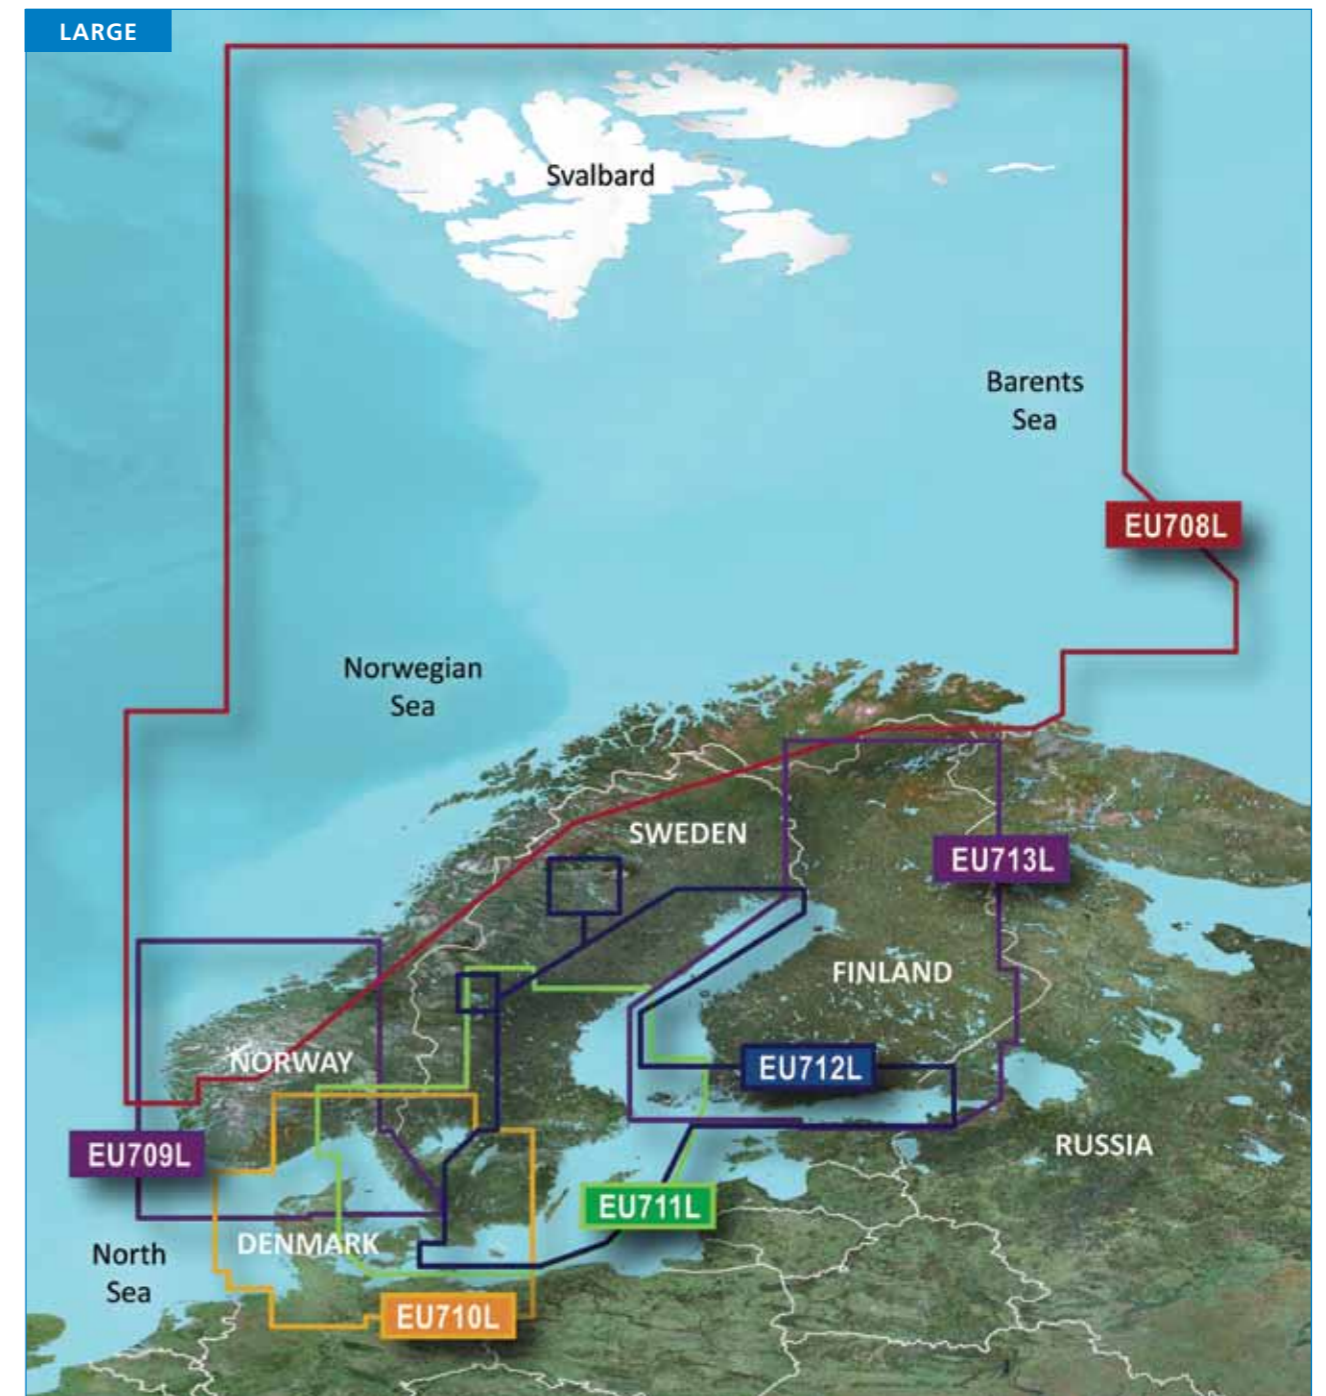 LARGE
Svalbard
Barents
Sea
EU708L
Norwegian
Sea
SWEDEN
EU713L
FINLAND
NORWAY
EU712L
EU709L
RUSSIA
EU711L
DENMARK
North
Sea
EU710L